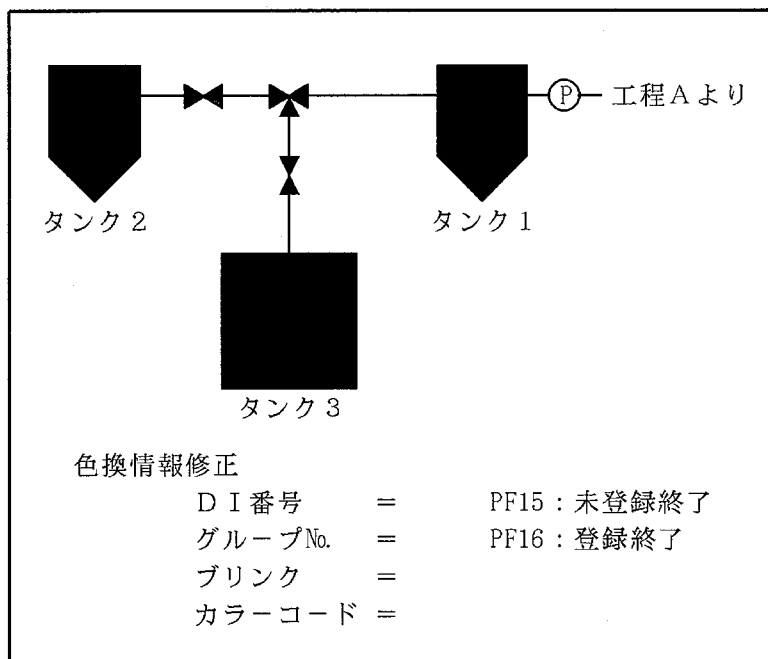 P 工程Aより
タンク2
タンク1
タンク3
色換情報修正
DI番号 = PF15：未登録終了
グループNo. = PF16：登録終了
ブリンク =
カラーコード =